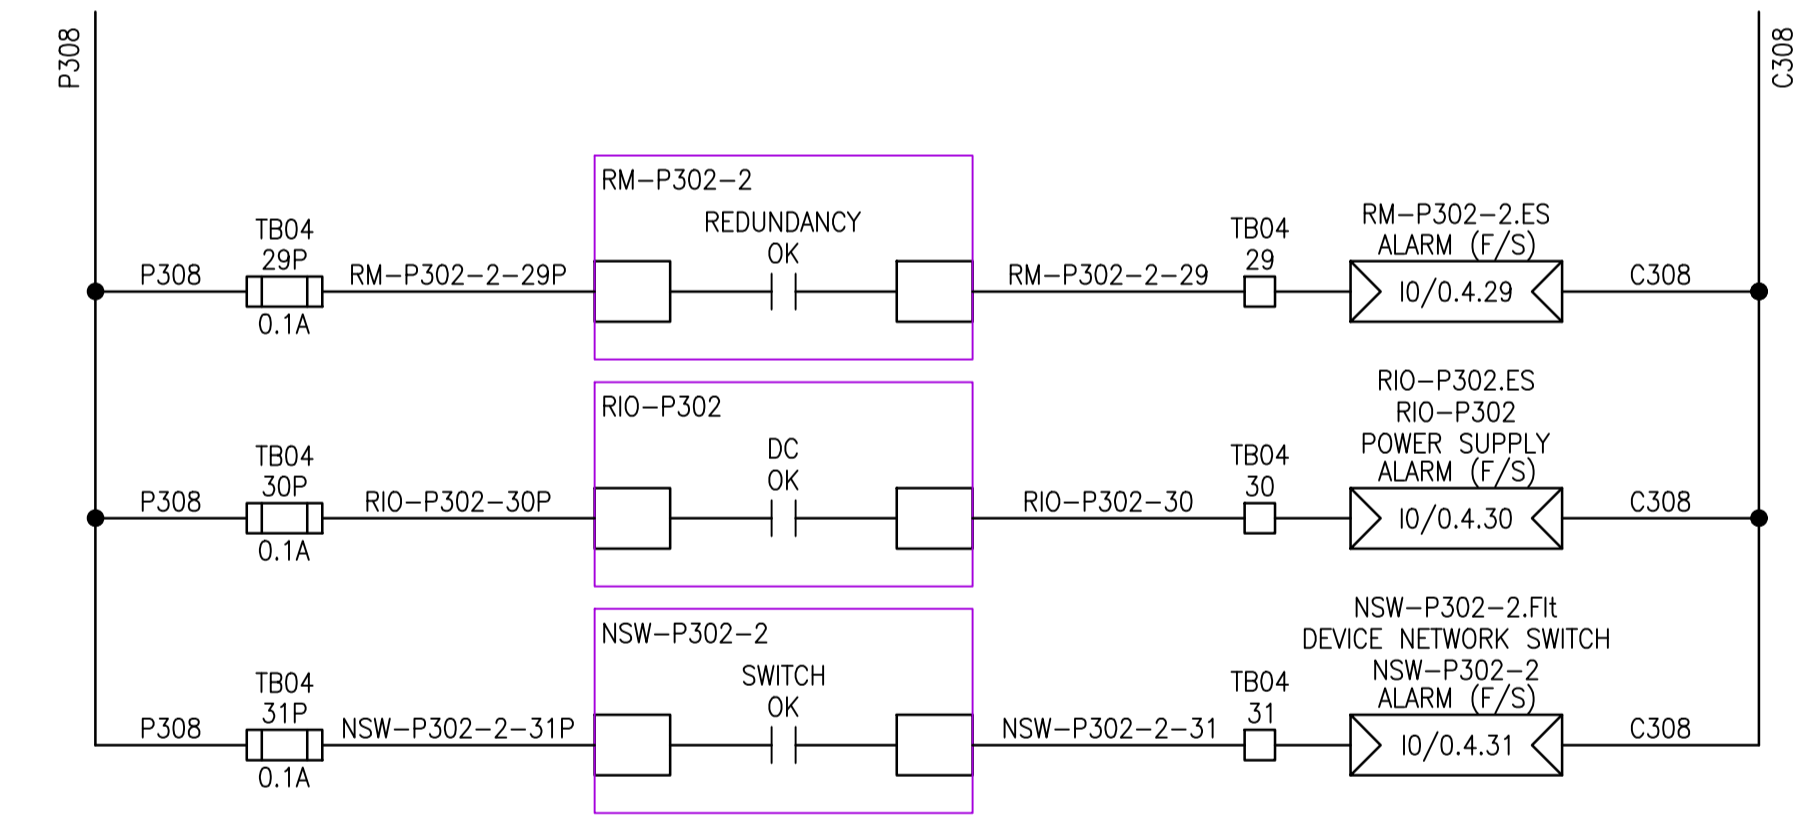 P308
C308
RM-P302-2
REDUNDANCY
OK
TB04
29P
0.1A
P308
RM-P302-2-29P
RM-P302-2-29
TB04
29
RM-P302-2.ES
ALARM (F/S)
I0/0.4.29
C308
RIO-P302
DC
OK
TB04
30P
0.1A
P308
RIO-P302-30P
RIO-P302-30
TB04
30
RIO-P302.ES
RIO-P302
POWER SUPPLY
ALARM (F/S)
I0/0.4.30
C308
NSW-P302-2
SWITCH
OK
TB04
31P
0.1A
P308
NSW-P302-2-31P
NSW-P302-2-31
TB04
31
NSW-P302-2.Flt
DEVICE NETWORK SWITCH
NSW-P302-2
ALARM (F/S)
I0/0.4.31
C308